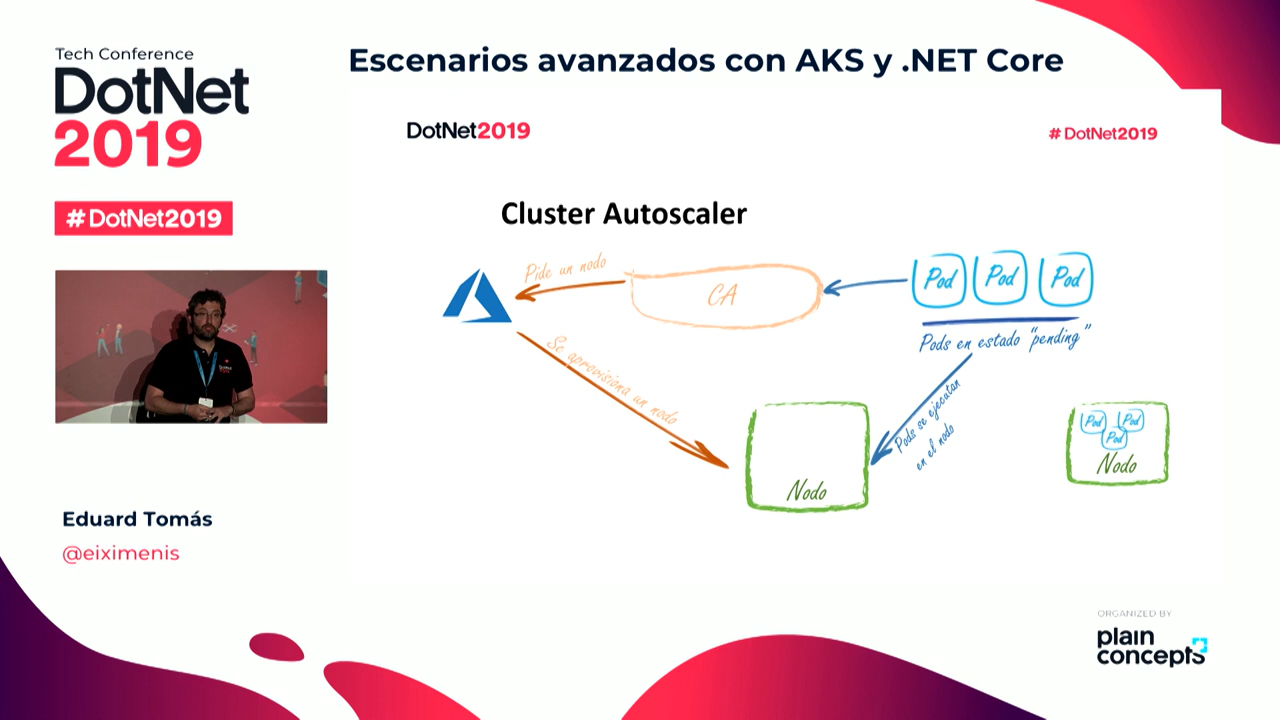 Tech Conference
DotNet
2019
#DotNet2019
Eduard Tomás
@eiximenis
Escenarios avanzados con AKS y .NET Core
DotNet2019
#DotNet2019
Cluster Autoscaler
Pide un nodo
CA
Pod
Pod
Pod
Pods en estado "pending"
Se aprovisiona un nodo
Pods se ejecutan
en el nodo
Nodo
Pod
Pod
Pod
Nodo
ORGANIZED BY
plain
concepts